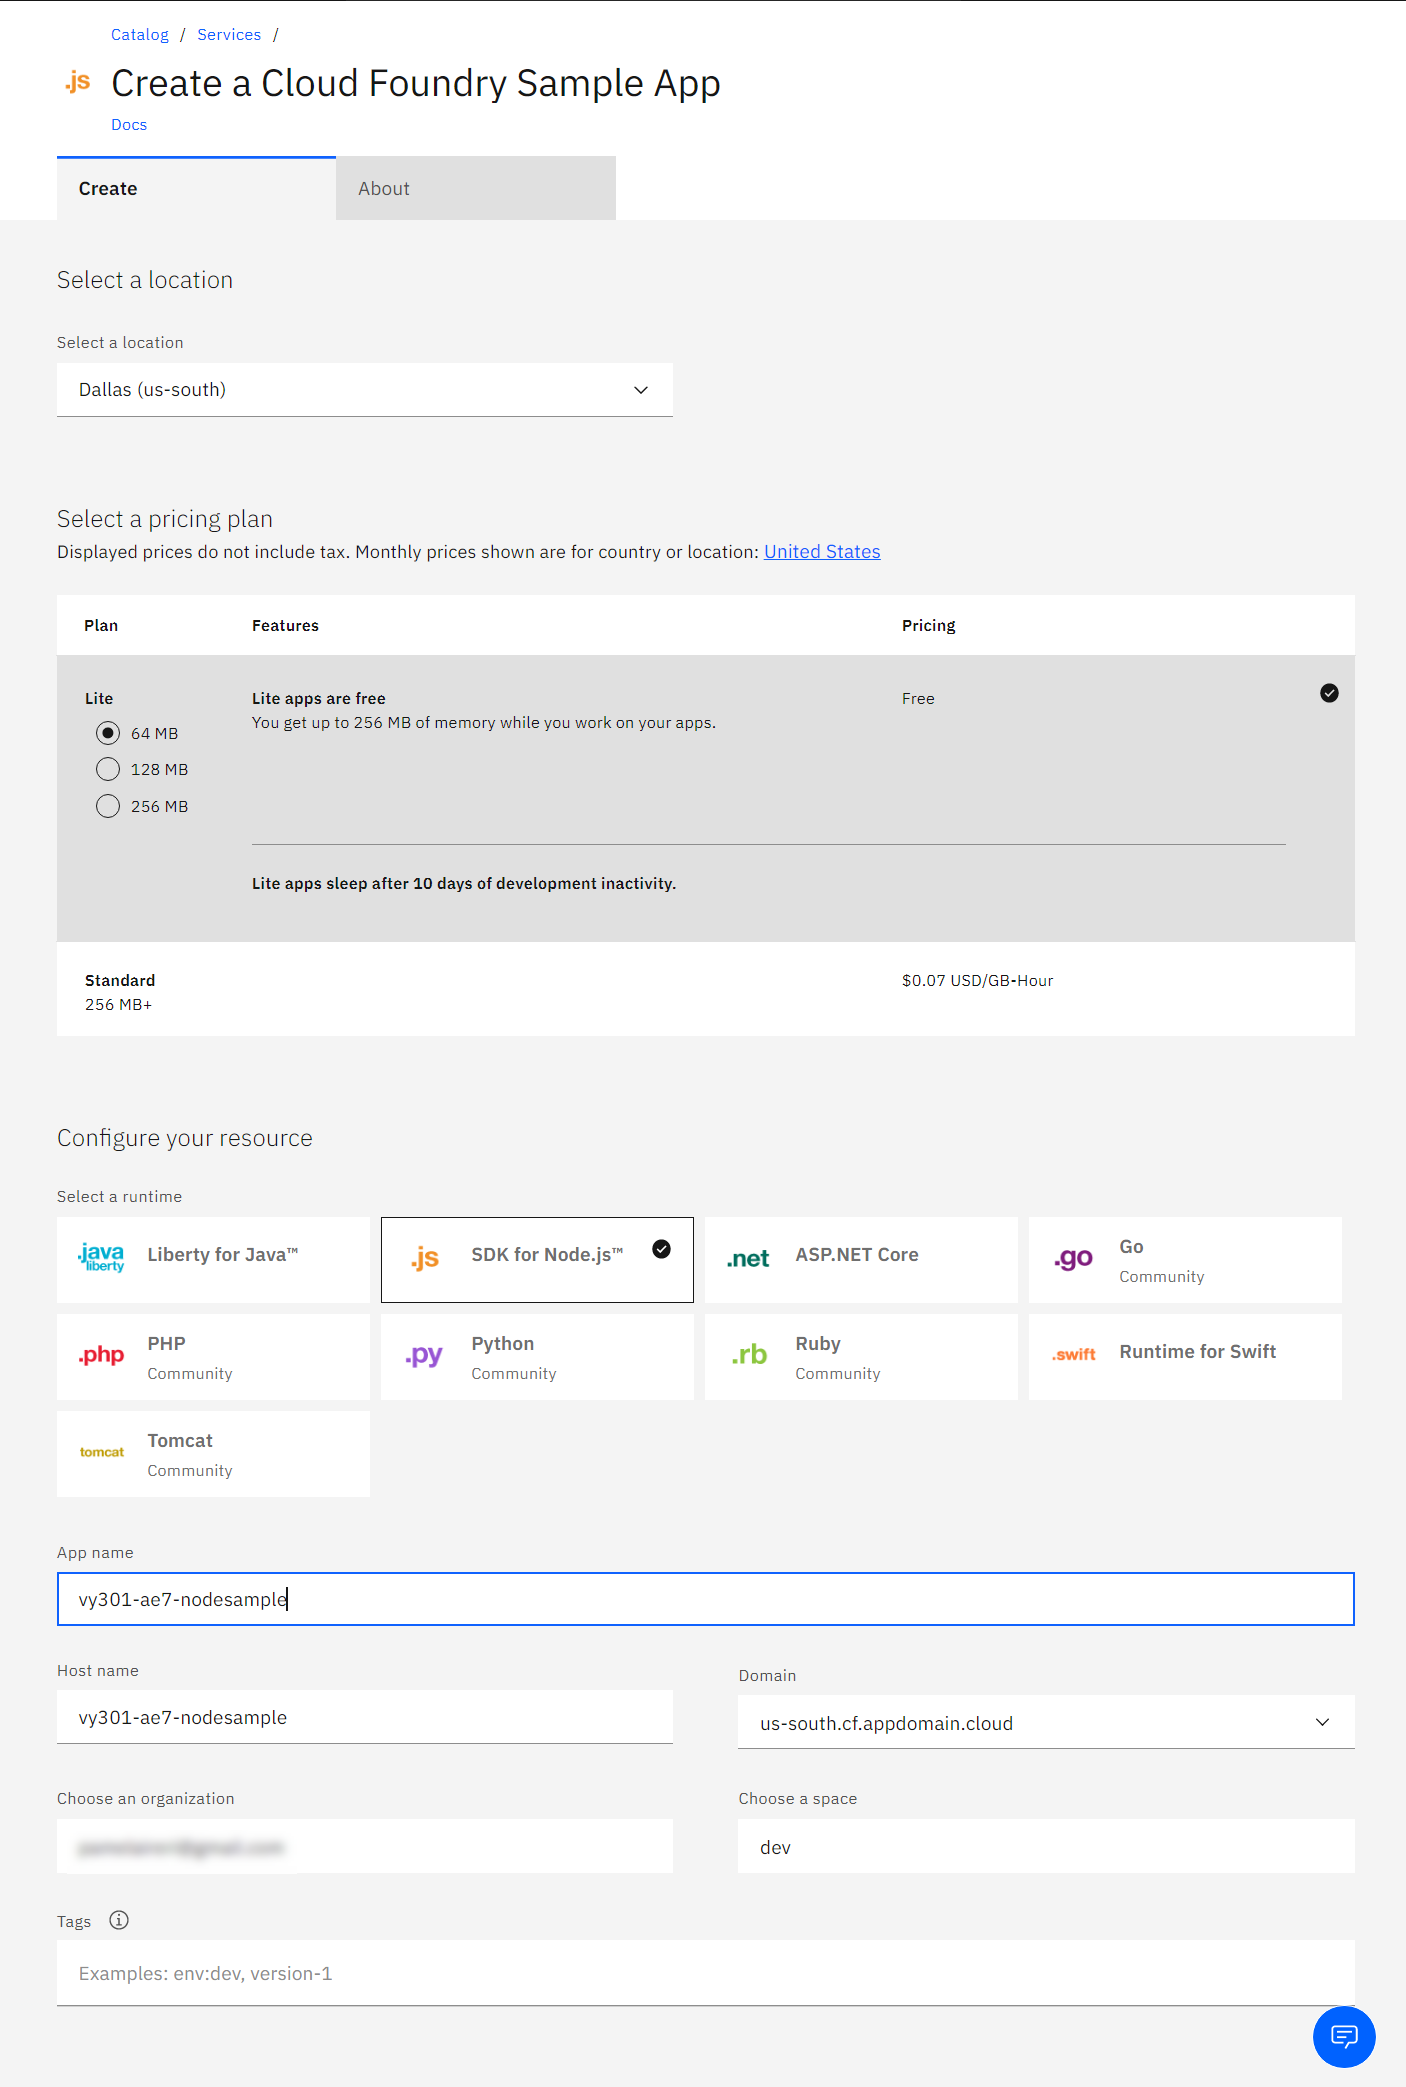 Catalog / Services /
.js Create a Cloud Foundry Sample App
Docs
Create About
Select a location
Select a location
Dallas (us-south)
Select a pricing plan
Displayed prices do not include tax. Monthly prices shown are for country or location: United States
Plan Features Pricing
Lite Lite apps are free Free
You get up to 256 MB of memory while you work on your apps.
64 MB
128 MB
256 MB
Lite apps sleep after 10 days of development inactivity.
Standard $0.07 USD/GB-Hour
256 MB+
Configure your resource
Select a runtime
.java liberty Liberty for Java™
.js SDK for Node.js™
.net ASP.NET Core
.go Go
Community
.php PHP
Community
.py Python
Community
.rb Ruby
Community
.swift Runtime for Swift
tomcat Tomcat
Community
App name
vy301-ae7-nodesample
Host name
vy301-ae7-nodesample
Domain
us-south.cf.appdomain.cloud
Choose an organization
Choose a space
dev
Tags
Examples: env:dev, version-1